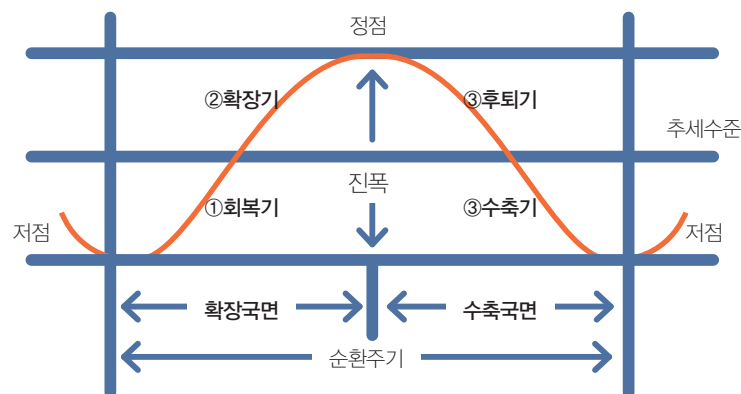 정점
②확장기
③후퇴기
추세수준
진폭
①회복기
③수축기
저점
저점
확장국면
수축국면
순환주기